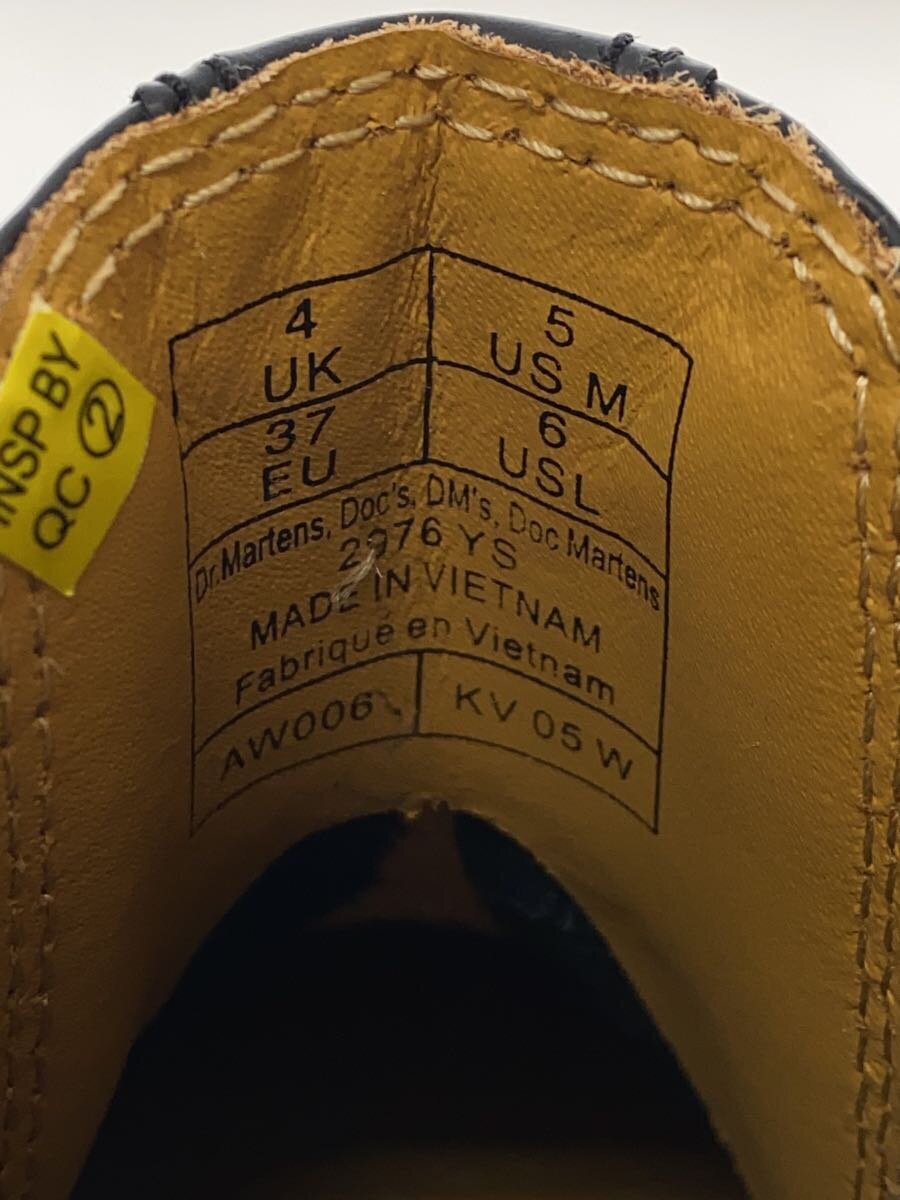 4
UK
5
US M
37
EU
6
USL
Dr.Martens, Doc's, DM's, Doc Martens
2976 YS
MADE IN VIETNAM
Fabriqué en Vietnam
AW006
KV 05 W
INSP BY
QC 2